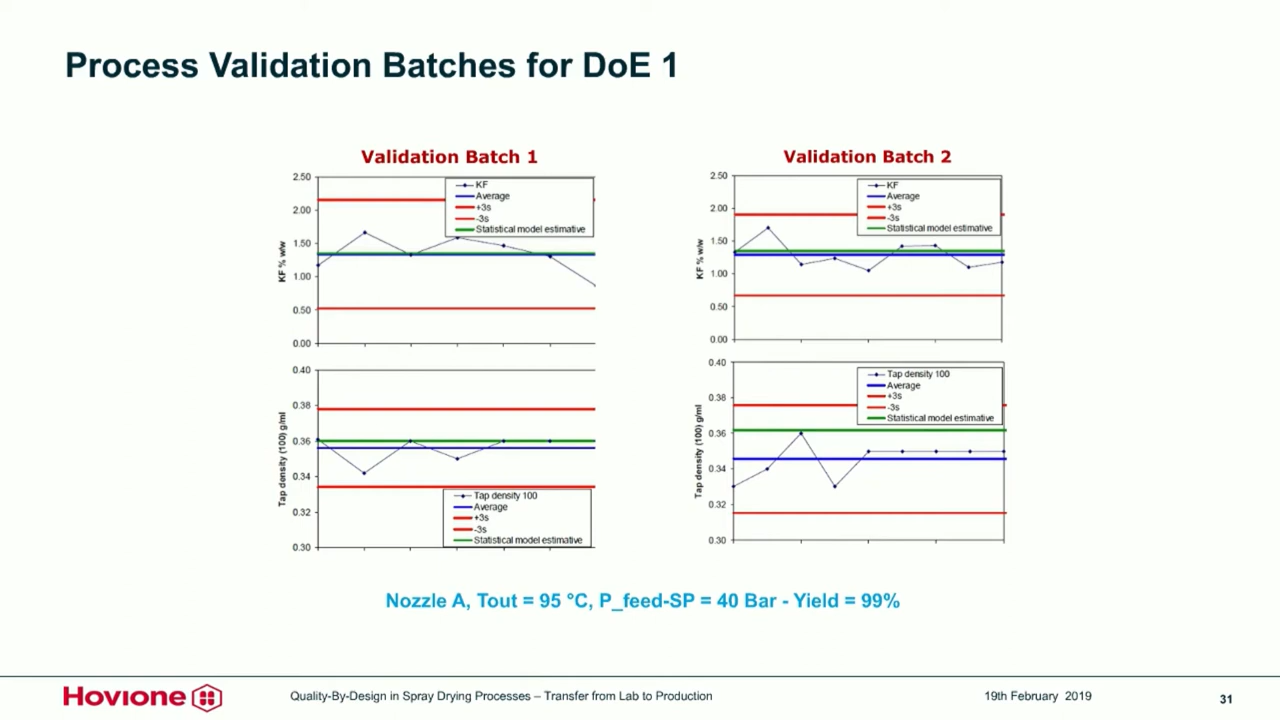 Process Validation Batches for DoE 1
Validation Batch 1
2.50
2.00
1.50
1.00
0.50
0.00
KF % w/w
KF
Average
+3s
-3s
Statistical model estimative
0.40
0.38
0.36
0.34
0.32
0.30
Tap density (100) g/ml
Tap density 100
Average
+3s
-3s
Statistical model estimative
Validation Batch 2
2.50
2.00
1.50
1.00
0.50
0.00
KF % w/w
KF
Average
+3s
-3s
Statistical model estimative
0.40
0.38
0.36
0.34
0.32
0.30
Tap density (100) g/ml
Tap density 100
Average
+3s
-3s
Statistical model estimative
Nozzle A, Tout = 95 °C, P_feed-SP = 40 Bar - Yield = 99%
Hovione
Quality-By-Design in Spray Drying Processes – Transfer from Lab to Production
19th February 2019
31